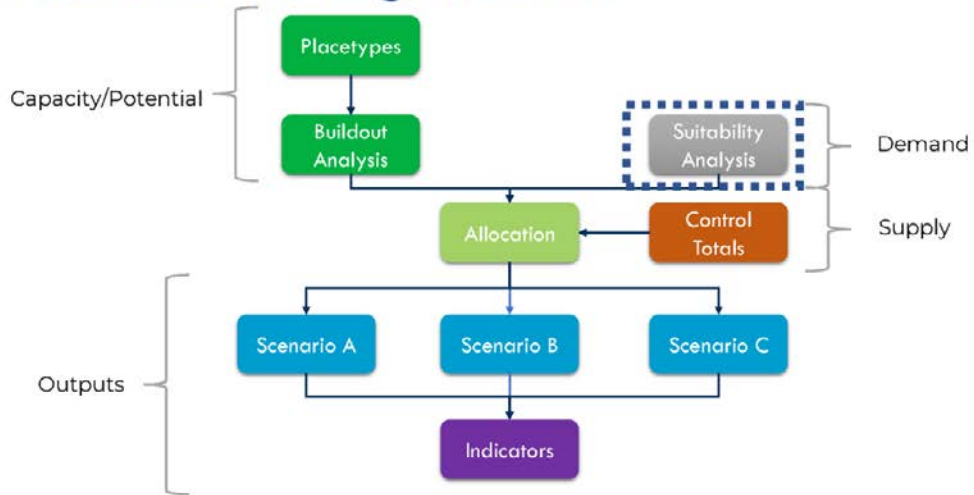 Placetypes
Capacity/Potential
Buildout
Analysis
Suitability
Analysis
Demand
Allocation
Control
Totals
Supply
Scenario A
Scenario B
Scenario C
Outputs
Indicators